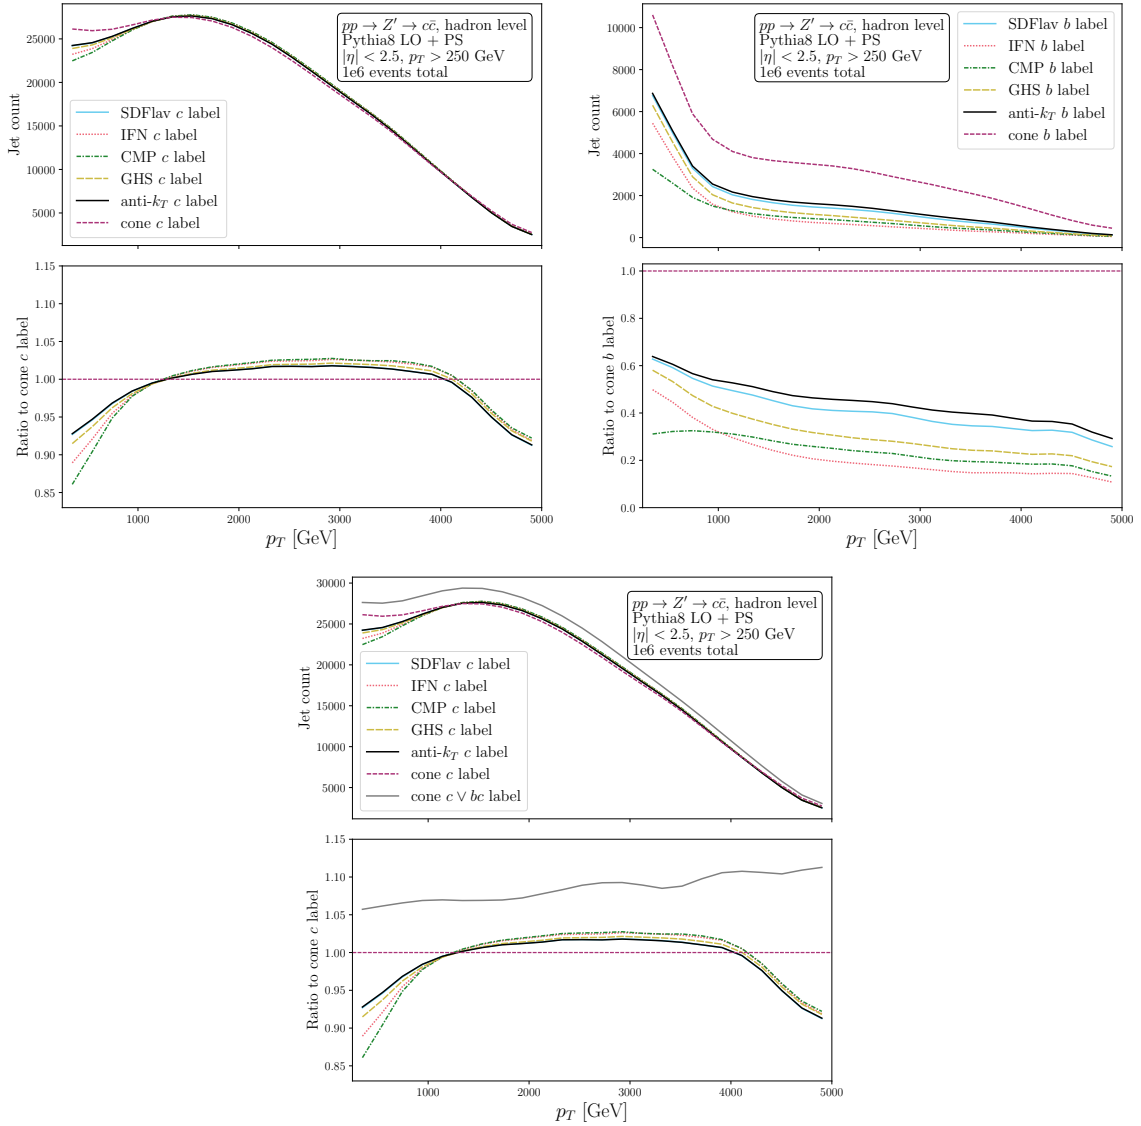 pp → Z′ → cc̄, hadron level
Pythia8 LO + PS
|η| < 2.5, p_T > 250 GeV
1e6 events total
SDFlav c label
IFN c label
CMP c label
GHS c label
anti-k_T c label
cone c label
Jet count
25000
20000
15000
10000
5000
1.15
1.10
1.05
1.00
0.95
0.90
0.85
Ratio to cone c label
1000
2000
3000
4000
5000
p_T [GeV]
pp → Z′ → cc̄, hadron level
Pythia8 LO + PS
|η| < 2.5, p_T > 250 GeV
1e6 events total
SDFlav b label
IFN b label
CMP b label
GHS b label
anti-k_T b label
cone b label
Jet count
10000
8000
6000
4000
2000
0
1.0
0.8
0.6
0.4
0.2
0.0
Ratio to cone b label
1000
2000
3000
4000
5000
p_T [GeV]
pp → Z′ → cc̄, hadron level
Pythia8 LO + PS
|η| < 2.5, p_T > 250 GeV
1e6 events total
SDFlav c label
IFN c label
CMP c label
GHS c label
anti-k_T c label
cone c label
cone c ∨ bc label
Jet count
30000
25000
20000
15000
10000
5000
1.15
1.10
1.05
1.00
0.95
0.90
0.85
Ratio to cone c label
1000
2000
3000
4000
5000
p_T [GeV]